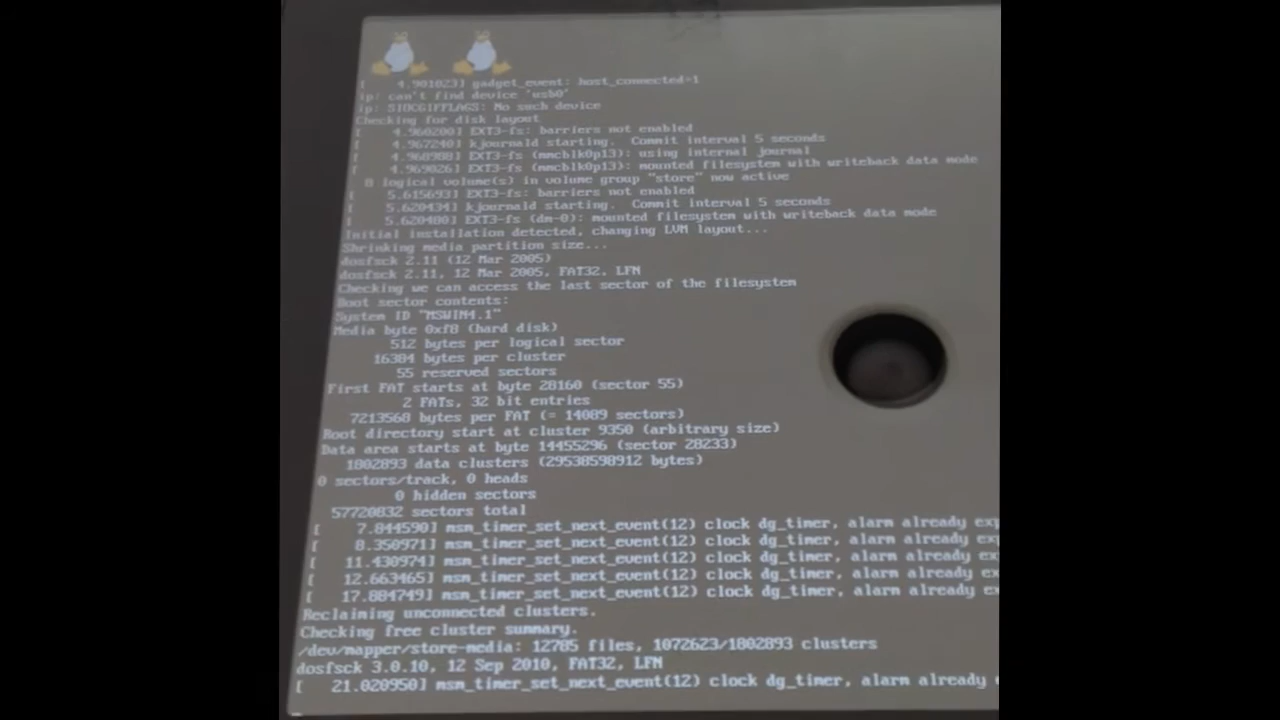 [    4.901023] gadget_event: host_connected=1
ip: can't find device 'usb0'
ip: SIOCGIFFLAGS: No such device
Checking for disk layout
[    4.960200] EXT3-fs: barriers not enabled
[    4.967240] kjournald starting.  Commit interval 5 seconds
[    4.968988] EXT3-fs (mmcblk0p13): using internal journal
[    4.969026] EXT3-fs (mmcblk0p13): mounted filesystem with writeback data mode
  8 logical volume(s) in volume group "store" now active
[    5.615693] EXT3-fs: barriers not enabled
[    5.620434] kjournald starting.  Commit interval 5 seconds
[    5.620480] EXT3-fs (dm-0): mounted filesystem with writeback data mode
Initial installation detected, changing LVM layout...
Shrinking media partition size...
dosfsck 2.11 (12 Mar 2005)
dosfsck 2.11, 12 Mar 2005, FAT32, LFN
Checking we can access the last sector of the filesystem
Boot sector contents:
System ID "MSWIN4.1"
Media byte 0xf8 (hard disk)
       512 bytes per logical sector
     16384 bytes per cluster
        55 reserved sectors
First FAT starts at byte 28160 (sector 55)
         2 FATs, 32 bit entries
   7213568 bytes per FAT (= 14089 sectors)
Root directory start at cluster 9350 (arbitrary size)
Data area starts at byte 14455296 (sector 28233)
   1802893 data clusters (29538598912 bytes)
0 sectors/track, 0 heads
         0 hidden sectors
  57720832 sectors total
[    7.844590] msm_timer_set_next_event(12) clock dg_timer, alarm already exp
[    8.350971] msm_timer_set_next_event(12) clock dg_timer, alarm already exp
[   11.430974] msm_timer_set_next_event(12) clock dg_timer, alarm already ex
[   12.663465] msm_timer_set_next_event(12) clock dg_timer, alarm already ex
[   17.884749] msm_timer_set_next_event(12) clock dg_timer, alarm already ex
Reclaiming unconnected clusters.
Checking free cluster summary.
/dev/mapper/store-media: 12785 files, 1072623/1802893 clusters
dosfsck 3.0.10, 12 Sep 2010, FAT32, LFN
[   21.020950] msm_timer_set_next_event(12) clock dg_timer, alarm already